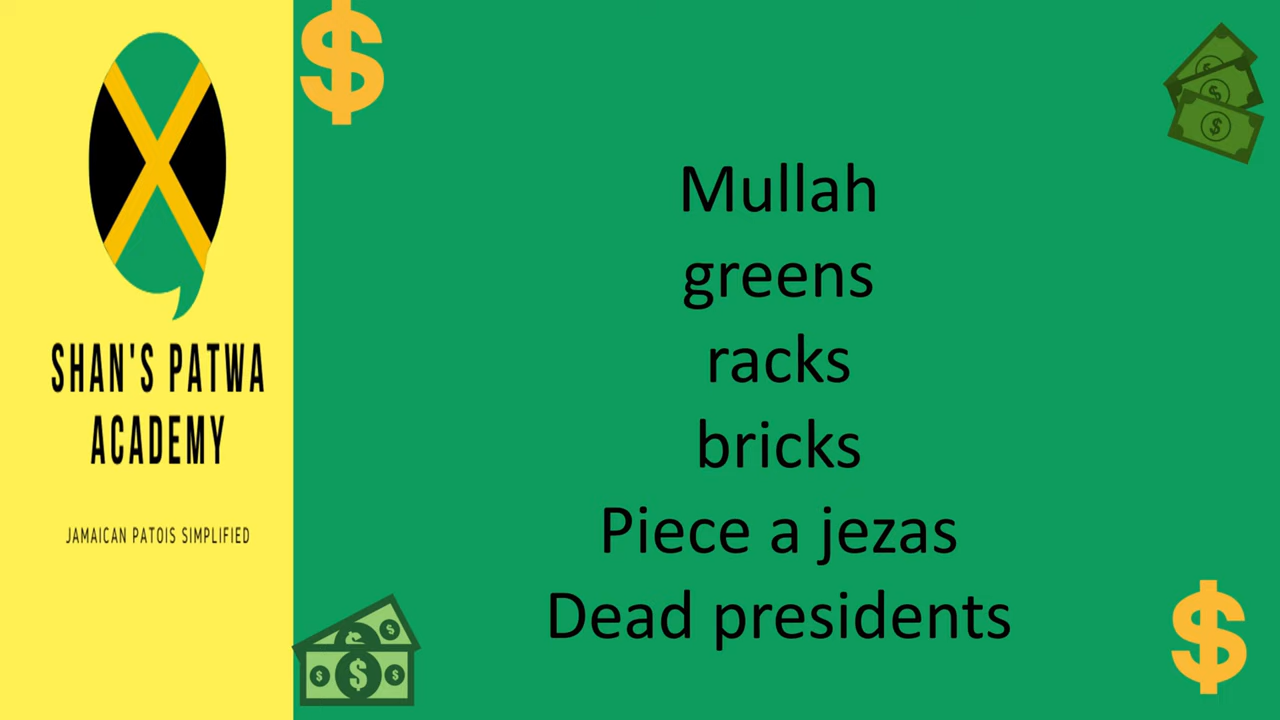 SHAN'S PATWA
ACADEMY
JAMAICAN PATOIS SIMPLIFIED
Mullah
greens
racks
bricks
Piece a jezas
Dead presidents